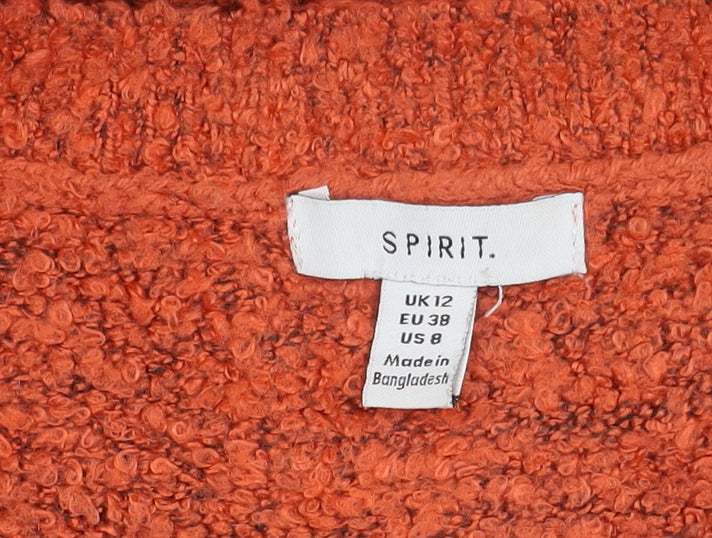 SPIRIT.
UK 12
EU 38
US 8
Made in
Bangladesh